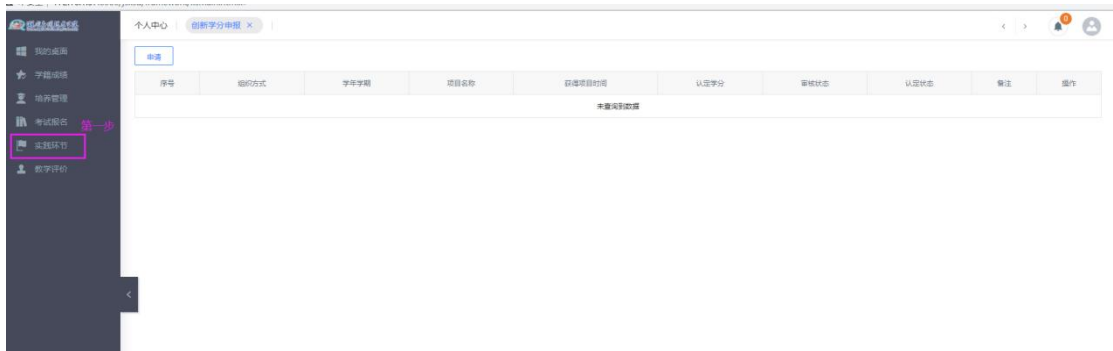 个人中心 创新学分申报 × < > 0
我的桌面
申请
学籍成绩
序号 组织方式 学年学期 项目名称 获得项目时间 认定学分 审核状态 认定状态 备注 操作
培养管理
未查询到数据
考试报名 第一步
实践环节
教学评价
<